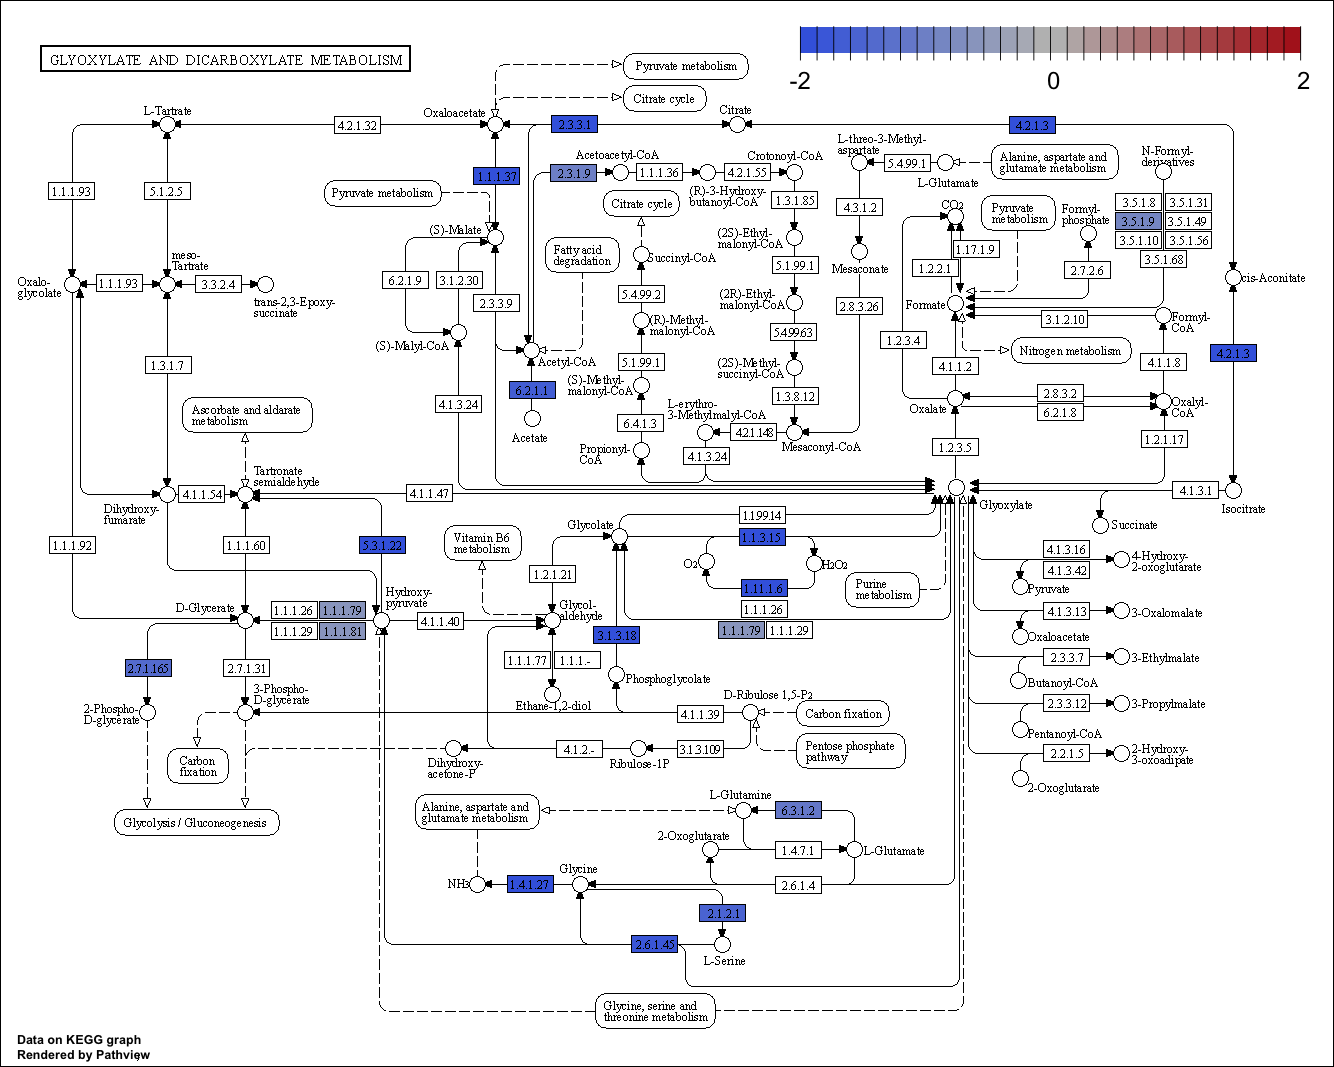 GLYOXYLATE AND DICARBOXYLATE METABOLISM
-2
0
2
Pyruvate metabolism
Citrate cycle
L-Tartrate
Oxaloacetate
Citrate
4.2.1.32
2.3.3.1
4.2.1.3
Acetoacetyl-CoA
Crotonoyl-CoA
L-threo-3-Methyl-
aspartate
5.4.99.1
L-Glutamate
Alanine, aspartate and
glutamate metabolism
N-Formyl-
derivatives
1.1.1.93
5.1.2.5
Pyruvate metabolism
1.1.1.37
2.3.1.9
1.1.1.36
4.2.1.55
(R)-3-Hydroxy-
butanoyl-CoA
1.3.1.85
4.3.1.2
CO2
Pyruvate
metabolism
Formyl-
phosphate
3.5.1.8
3.5.1.31
3.5.1.9
3.5.1.49
3.5.1.10
3.5.1.56
3.5.1.68
Citrate cycle
(S)-Malate
Fatty acid
degradation
Succinyl-CoA
(2S)-Ethyl-
malonyl-CoA
5.1.99.1
Mesaconate
1.17.1.9
1.2.2.1
2.7.2.6
cis-Aconitate
Oxalo-
glycolate
1.1.1.93
meso-
Tartrate
3.3.2.4
trans-2,3-Epoxy-
succinate
6.2.1.9
3.1.2.30
2.3.3.9
5.4.99.2
(2R)-Ethyl-
malonyl-CoA
2.8.3.26
Formate
3.1.2.10
Formyl-
CoA
(S)-Malyl-CoA
(R)-Methyl-
malonyl-CoA
5.4.99.63
1.2.3.4
Nitrogen metabolism
4.2.1.3
1.3.1.7
Acetyl-CoA
5.1.99.1
(2S)-Methyl-
succinyl-CoA
4.1.1.2
4.1.1.8
6.2.1.1
(S)-Methyl-
malonyl-CoA
1.3.8.12
2.8.3.2
6.2.1.8
Oxalate
Oxalyl-
CoA
Ascorbate and aldarate
metabolism
4.1.3.24
Acetate
L-erythro-
3-Methylmalyl-CoA
6.4.1.3
4.2.1.148
Mesaconyl-CoA
Propionyl-
CoA
4.1.3.24
1.2.3.5
1.2.1.17
Tartronate
semialdehyde
4.1.1.54
4.1.1.47
Glyoxylate
4.1.3.1
Isocitrate
Dihydroxy-
fumarate
Glycolate
1.1.99.14
Succinate
1.1.1.92
1.1.1.60
5.3.1.22
Vitamin B6
metabolism
1.1.3.15
O2
H2O2
1.11.1.6
Purine
metabolism
4.1.3.16
4.1.3.42
4-Hydroxy-
2-oxoglutarate
Pyruvate
1.2.1.21
D-Glycerate
1.1.1.26
1.1.1.79
1.1.1.29
1.1.1.81
Hydroxy-
pyruvate
4.1.1.40
Glycol-
aldehyde
1.1.1.26
1.1.1.79
1.1.1.29
3.1.3.18
4.1.3.13
3-Oxalomalate
Oxaloacetate
2.7.1.165
2.7.1.31
1.1.1.77
1.1.1.-
Phosphoglycolate
2.3.3.7
3-Ethylmalate
Butanoyl-CoA
2-Phospho-
D-glycerate
3-Phospho-
D-glycerate
Ethane-1,2-diol
D-Ribulose 1,5-P2
4.1.1.39
Carbon fixation
2.3.3.12
3-Propylmalate
Pentanoyl-CoA
Carbon
fixation
Dihydroxy-
acetone-P
4.1.2.-
Ribulose-1P
3.1.3.109
Pentose phosphate
pathway
2.2.1.5
2-Hydroxy-
3-oxoadipate
2-Oxoglutarate
Glycolysis / Gluconeogenesis
Alanine, aspartate and
glutamate metabolism
L-Glutamine
6.3.1.2
2-Oxoglutarate
1.4.7.1
L-Glutamate
NH3
1.4.1.27
Glycine
2.6.1.4
2.1.2.1
2.6.1.45
L-Serine
Glycine, serine and
threonine metabolism
Data on KEGG graph
Rendered by Pathview